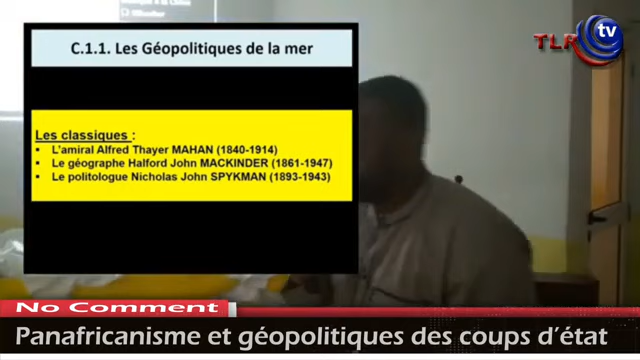 C.1.1. Les Géopolitiques de la mer
TLR tv
Les classiques :
▪ L'amiral Alfred Thayer MAHAN (1840-1914)
▪ Le géographe Halford John MACKINDER (1861-1947)
▪ Le politologue Nicholas John SPYKMAN (1893-1943)
No Comment
Panafricanisme et géopolitiques des coups d'état